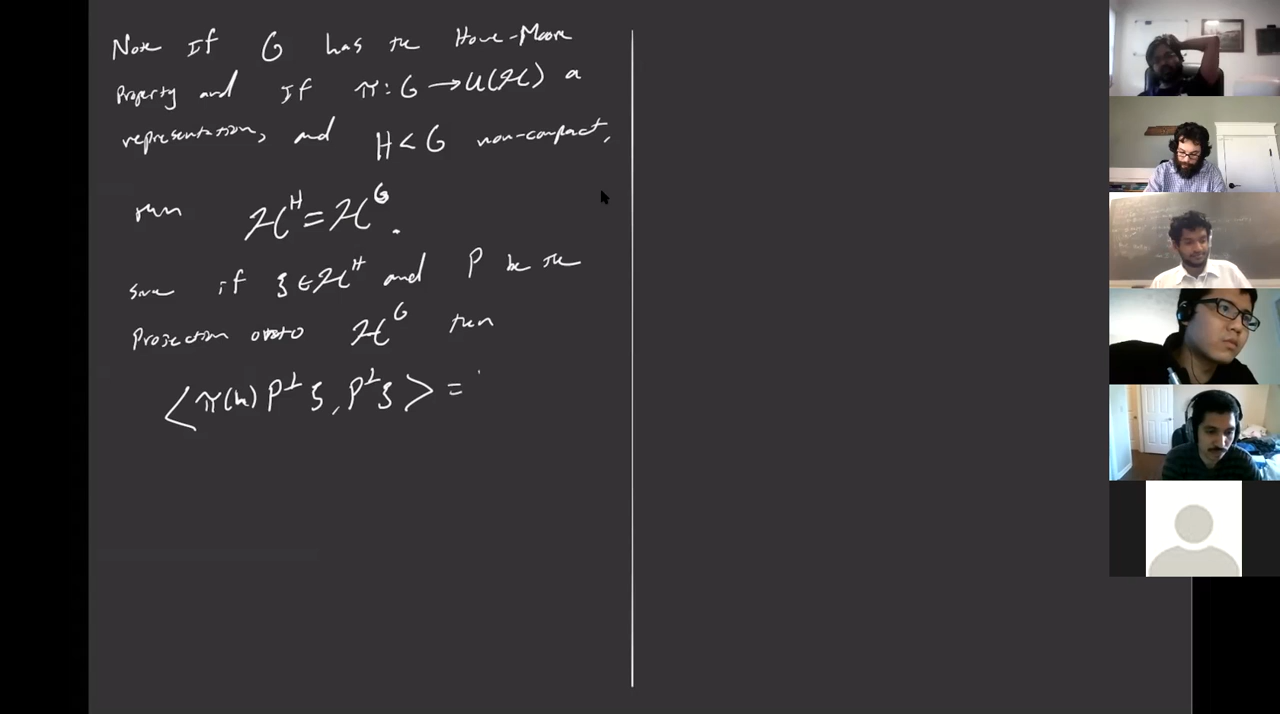 Note If G has the Howe-Moore
Property and if π: G → U(ℋ) a
representation, and H < G non-compact,
then ℋ^H = ℋ^G.
since if ξ ∈ ℋ^H and P be the
Projection onto ℋ^G then
⟨π(h) P^⊥ ξ, P^⊥ ξ⟩ =